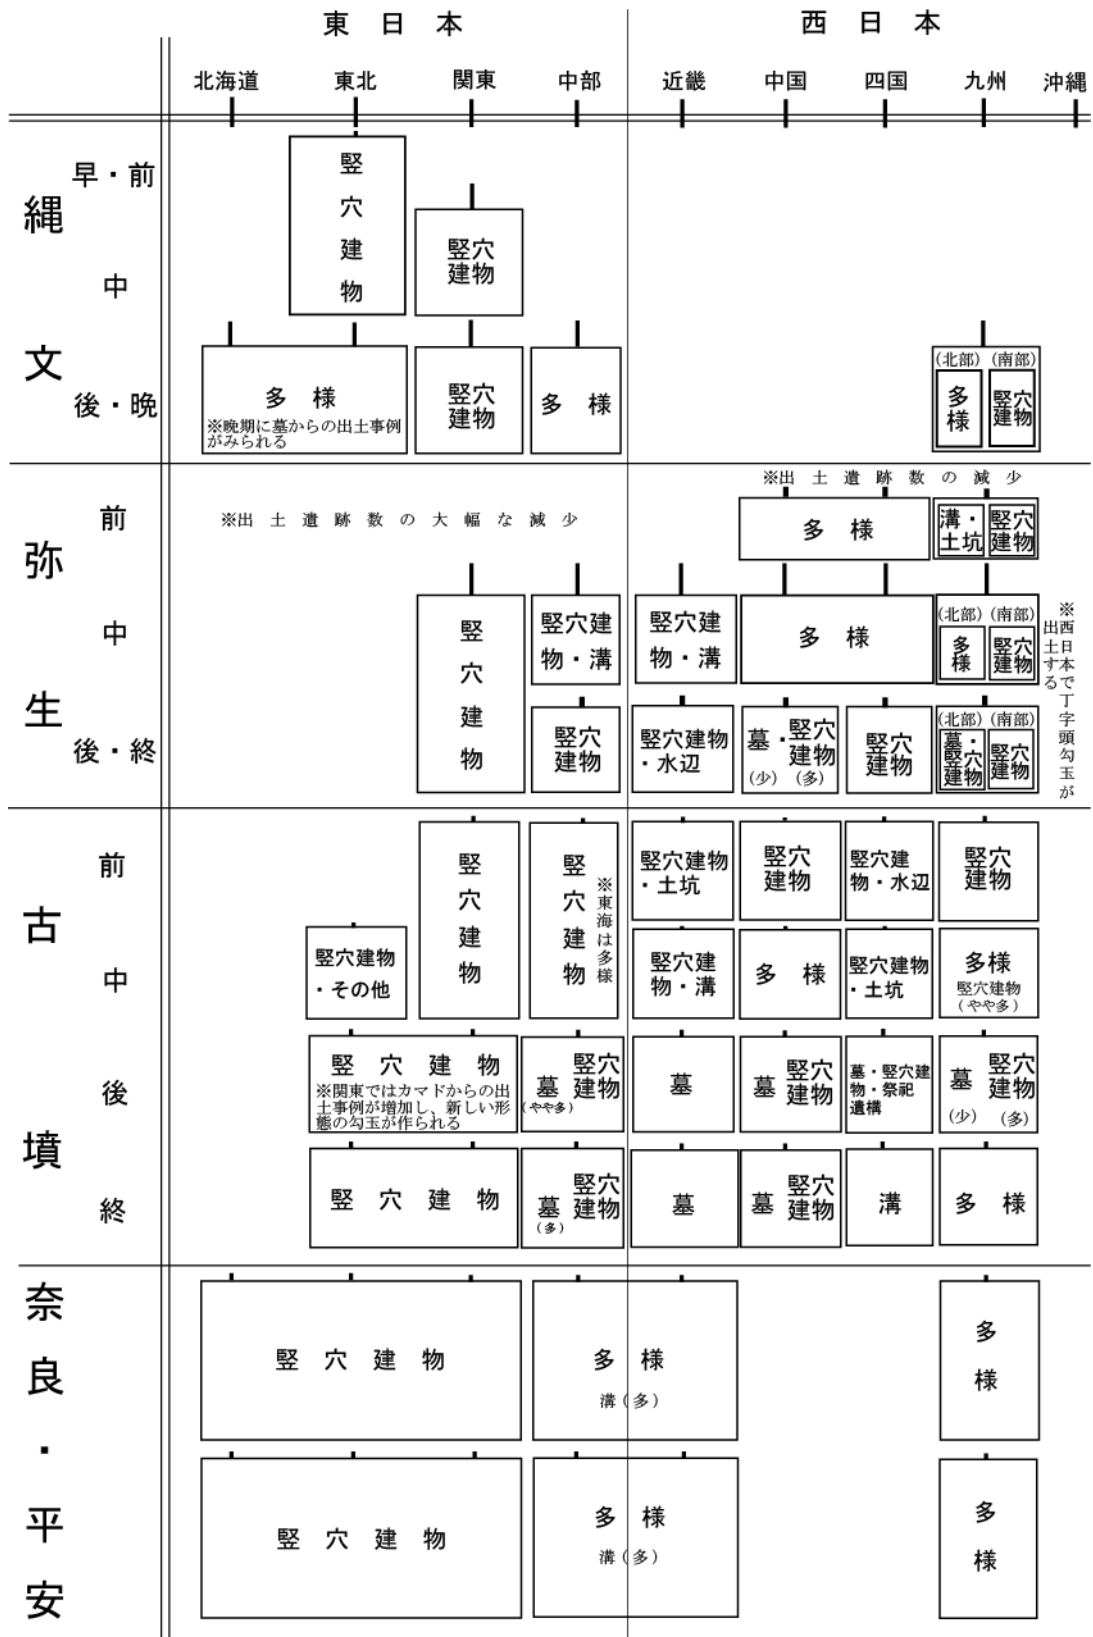 東日本
西日本
北海道
東北
関東
中部
近畿
中国
四国
九州
沖縄
縄文
早・前
竪穴建物
竪穴
建物
中
後・晩
多様
※晩期に墓からの出土事例
がみられる
竪穴
建物
多様
(北部)
(南部)
多様
竪穴
建物
弥生
前
※出土遺跡数の大幅な減少
※出土遺跡数の減少
多様
溝・
土坑
竪穴
建物
中
竪穴建物
竪穴建
物・溝
竪穴建
物・溝
多様
(北部)
(南部)
多様
竪穴
建物
※西日本で丁字頭勾玉が
出土する
後・終
竪穴
建物
竪穴建物
・水辺
墓・
(少)
竪穴
建物
(多)
竪穴
建物
(北部)
(南部)
墓・
竪穴
建物
竪穴
建物
古墳
前
竪穴建物
竪穴建物
※東海は多様
竪穴建物
・土坑
竪穴
建物
竪穴建
物・水辺
竪穴
建物
中
竪穴建物
・その他
竪穴建
物・溝
多様
竪穴建物
・土坑
多様
竪穴建物
(やや多)
後
竪穴建物
※関東ではカマドからの出
土事例が増加し、新しい形
態の勾玉が作られる
墓
(やや多)
竪穴
建物
墓
墓
竪穴
建物
墓・竪穴建
物・祭祀
遺構
墓
(少)
竪穴
建物
(多)
終
竪穴建物
墓
(多)
竪穴
建物
墓
墓
竪穴
建物
溝
多様
奈良・平安
竪穴建物
多様
溝(多)
多様
竪穴建物
多様
溝(多)
多様